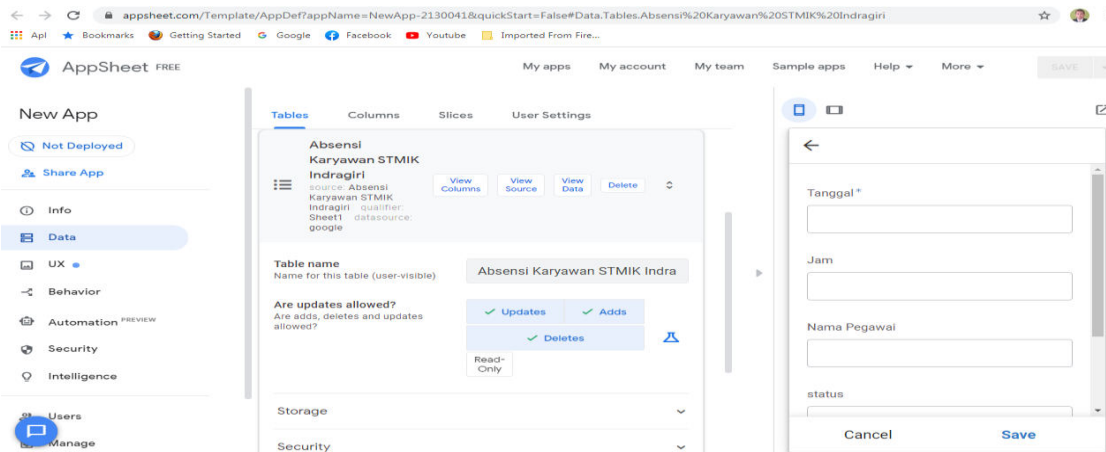 appsheet.com/Template/AppDef?appName=NewApp-2130041&quickStart=False#Data.Tables.Absensi%20Karyawan%20STMIK%20Indragiri
Apl Bookmarks Getting Started Google Facebook Youtube Imported From Fire...
AppSheet FREE
My apps My account My team Sample apps Help More SAVE
New App
Not Deployed
Share App
Info
Data
UX
Behavior
Automation PREVIEW
Security
Intelligence
Users
Manage
Tables Columns Slices User Settings
Absensi
Karyawan STMIK
Indragiri
source: Absensi
Karyawan STMIK
Indragiri qualifier:
Sheet1 datasource:
google
View Columns
View Source
View Data
Delete
Table name
Name for this table (user-visible)
Absensi Karyawan STMIK Indra
Are updates allowed?
Are adds, deletes and updates
allowed?
Updates Adds
Deletes
Read-
Only
Storage
Security
Tanggal*
Jam
Nama Pegawai
status
Cancel Save